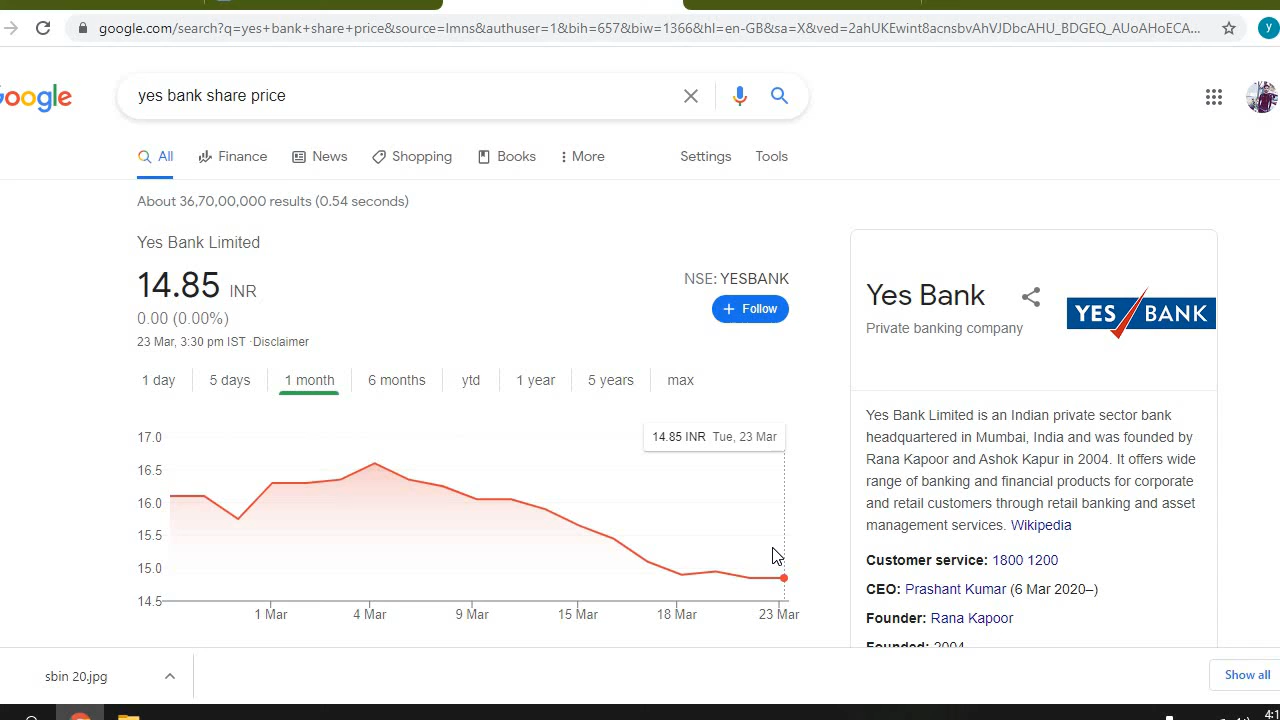 google.com/search?q=yes+bank+share+price&source=lmns&authuser=1&bih=657&biw=1366&hl=en-GB&sa=X&ved=2ahUKEwint8acnsbvAhVJDbcAHU_BDGEQ_AUoAHoECA...
y
Google
yes bank share price
All
Finance
News
Shopping
Books
More
Settings
Tools
About 36,70,00,000 results (0.54 seconds)
Yes Bank Limited
14.85 INR
0.00 (0.00%)
23 Mar, 3:30 pm IST ·Disclaimer
NSE: YESBANK
+ Follow
1 day
5 days
1 month
6 months
ytd
1 year
5 years
max
14.85 INR Tue, 23 Mar
17.0
16.5
16.0
15.5
15.0
14.5
1 Mar
4 Mar
9 Mar
15 Mar
18 Mar
23 Mar
Yes Bank
Private banking company
YES BANK
Yes Bank Limited is an Indian private sector bank
headquartered in Mumbai, India and was founded by
Rana Kapoor and Ashok Kapur in 2004. It offers wide
range of banking and financial products for corporate
and retail customers through retail banking and asset
management services. Wikipedia
Customer service: 1800 1200
CEO: Prashant Kumar (6 Mar 2020–)
Founder: Rana Kapoor
Founded: 2004
sbin 20.jpg
Show all